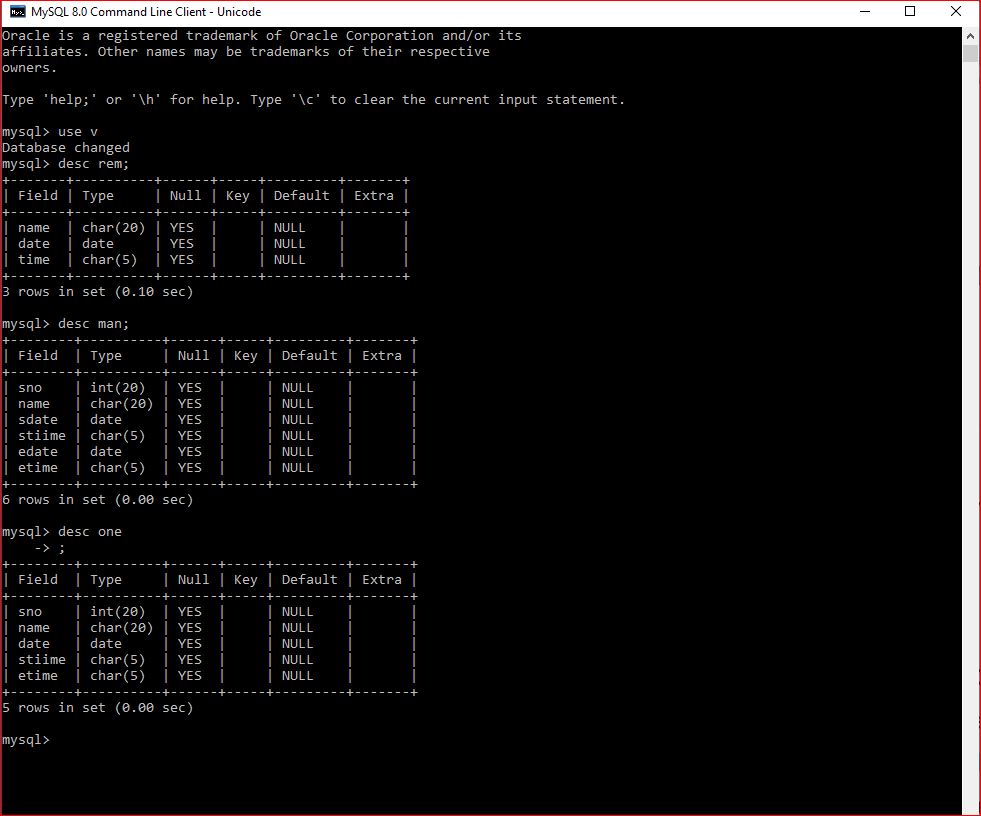 MySQL 8.0 Command Line Client - Unicode
Oracle is a registered trademark of Oracle Corporation and/or its
affiliates. Other names may be trademarks of their respective
owners.
Type 'help;' or '\h' for help. Type '\c' to clear the current input statement.
mysql> use v
Database changed
mysql> desc rem;
+-------+----------+------+-----+---------+-------+
| Field | Type     | Null | Key | Default | Extra |
+-------+----------+------+-----+---------+-------+
| name  | char(20) | YES  |     | NULL    |       |
| date  | date     | YES  |     | NULL    |       |
| time  | char(5)  | YES  |     | NULL    |       |
+-------+----------+------+-----+---------+-------+
3 rows in set (0.10 sec)
mysql> desc man;
+--------+----------+------+-----+---------+-------+
| Field  | Type     | Null | Key | Default | Extra |
+--------+----------+------+-----+---------+-------+
| sno    | int(20)  | YES  |     | NULL    |       |
| name   | char(20) | YES  |     | NULL    |       |
| sdate  | date     | YES  |     | NULL    |       |
| stiime | char(5)  | YES  |     | NULL    |       |
| edate  | date     | YES  |     | NULL    |       |
| etime  | char(5)  | YES  |     | NULL    |       |
+--------+----------+------+-----+---------+-------+
6 rows in set (0.00 sec)
mysql> desc one
    -> ;
+--------+----------+------+-----+---------+-------+
| Field  | Type     | Null | Key | Default | Extra |
+--------+----------+------+-----+---------+-------+
| sno    | int(20)  | YES  |     | NULL    |       |
| name   | char(20) | YES  |     | NULL    |       |
| date   | date     | YES  |     | NULL    |       |
| stiime | char(5)  | YES  |     | NULL    |       |
| etime  | char(5)  | YES  |     | NULL    |       |
+--------+----------+------+-----+---------+-------+
5 rows in set (0.00 sec)
mysql>